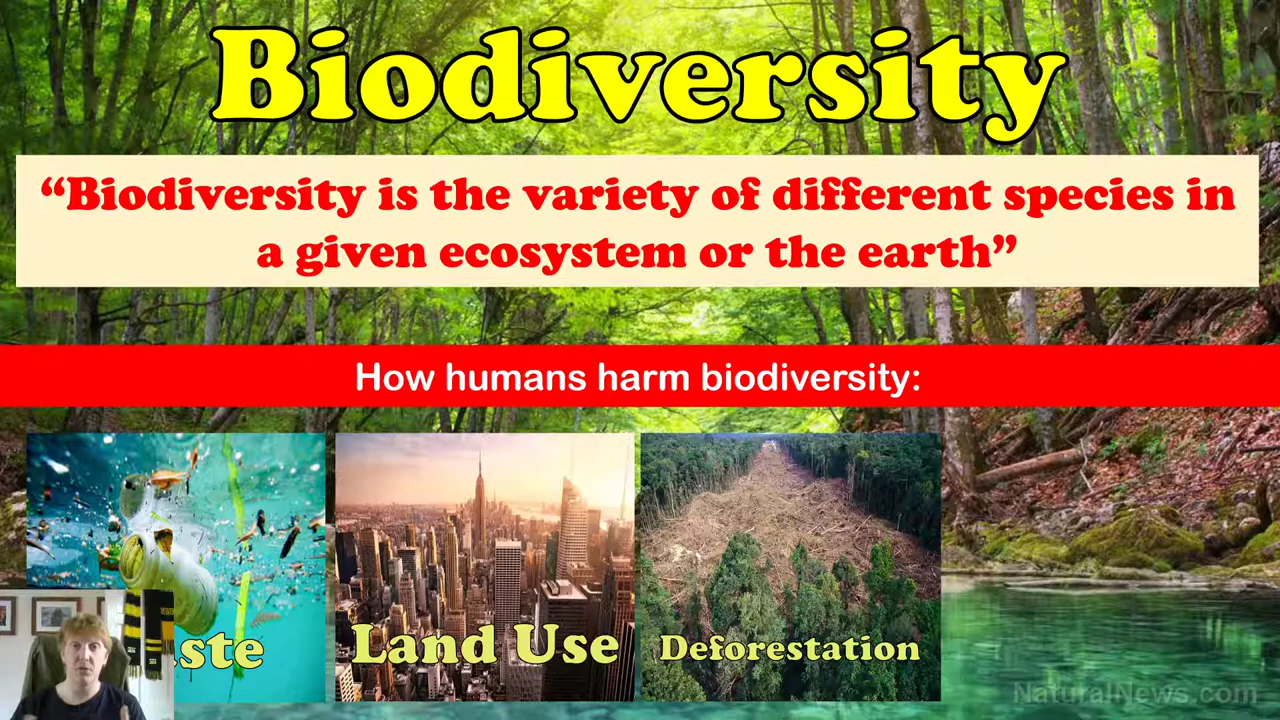 Biodiversity
“Biodiversity is the variety of different species in
a given ecosystem or the earth”
How humans harm biodiversity:
Land Use
Deforestation
NaturalNews.com